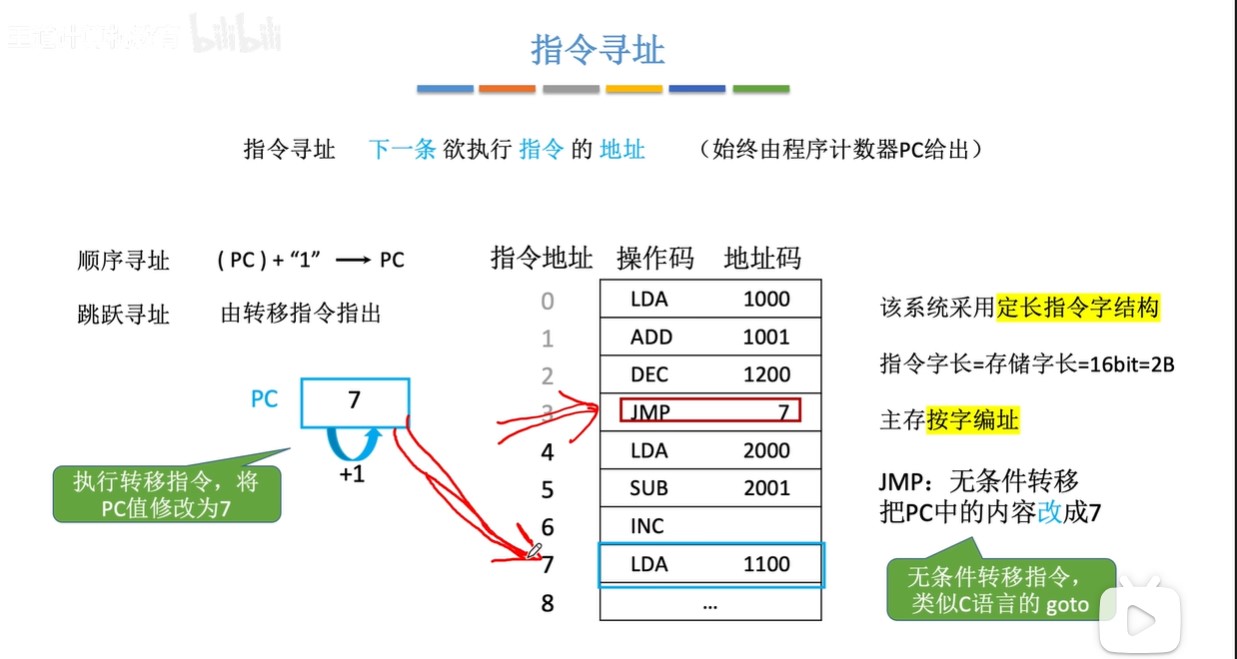 bilibili
指令寻址
指令寻址 下一条 欲执行 指令 的 地址 （始终由程序计数器PC给出）
顺序寻址 ( PC ) + “1” ⟶ PC
跳跃寻址 由转移指令指出
PC 7
+1
执行转移指令，将
PC值修改为7
指令地址 操作码 地址码
0 LDA 1000
1 ADD 1001
2 DEC 1200
3 JMP 7
4 LDA 2000
5 SUB 2001
6 INC
7 LDA 1100
8 ...
该系统采用定长指令字结构
指令字长=存储字长=16bit=2B
主存按字编址
JMP：无条件转移
把PC中的内容改成7
无条件转移指令，
类似C语言的 goto